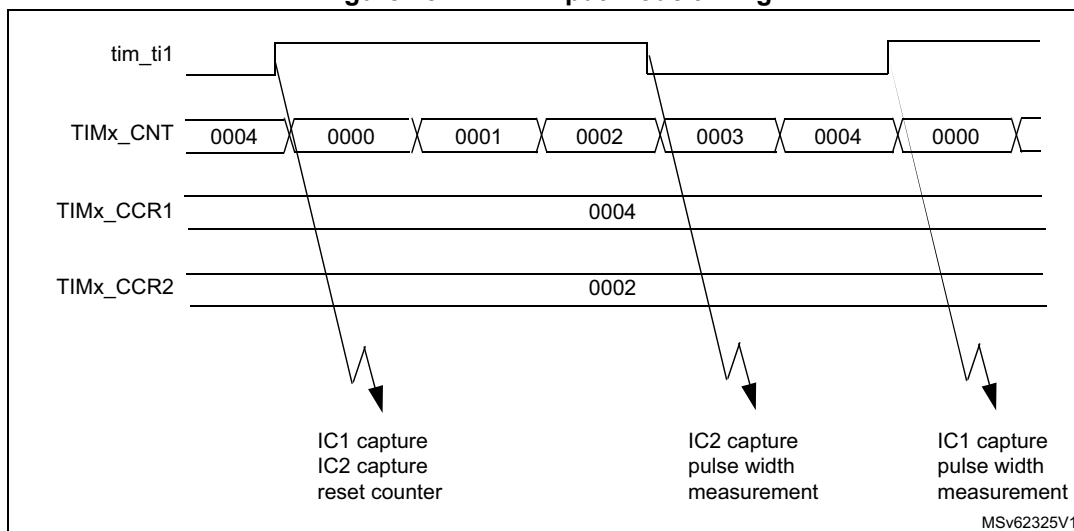 tim_ti1
TIMx_CNT 0004 0000 0001 0002 0003 0004 0000
TIMx_CCR1 0004
TIMx_CCR2 0002
IC1 capture
IC2 capture
reset counter
IC2 capture
pulse width
measurement
IC1 capture
pulse width
measurement
MSv62325V1